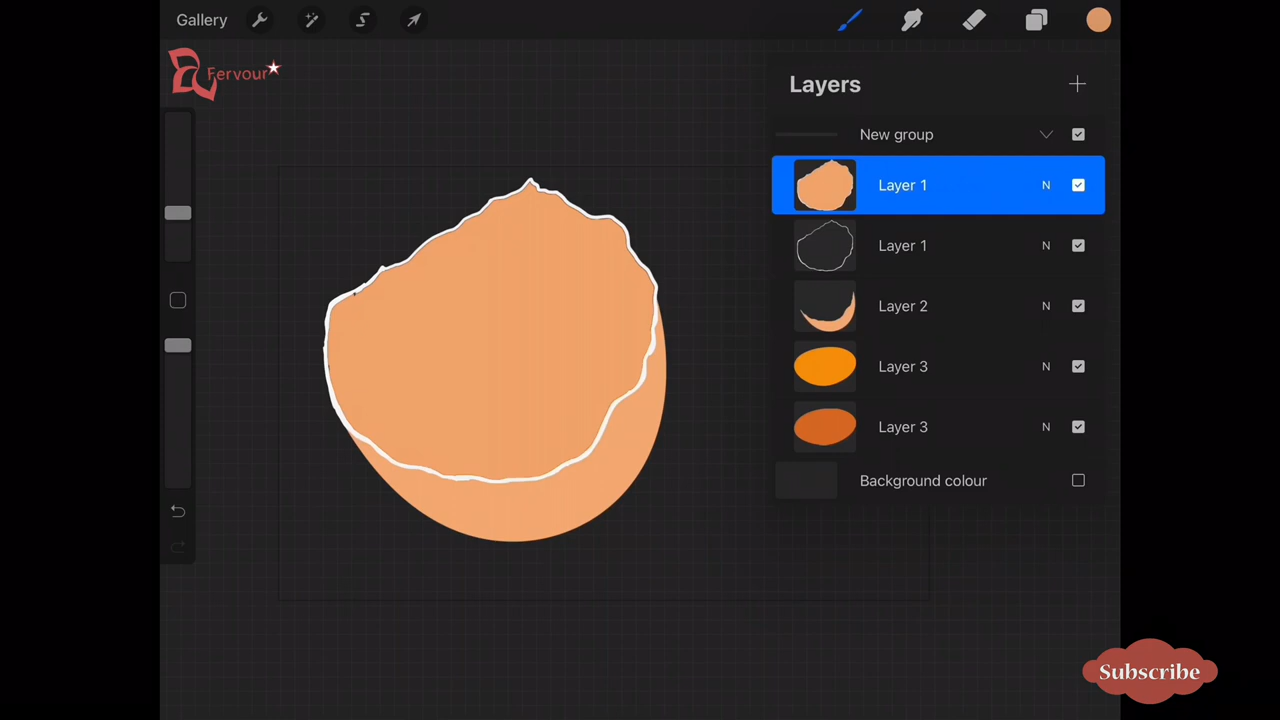 Gallery
Fervour
Layers
New group
Layer 1 N
Layer 1 N
Layer 2 N
Layer 3 N
Layer 3 N
Background colour
Subscribe